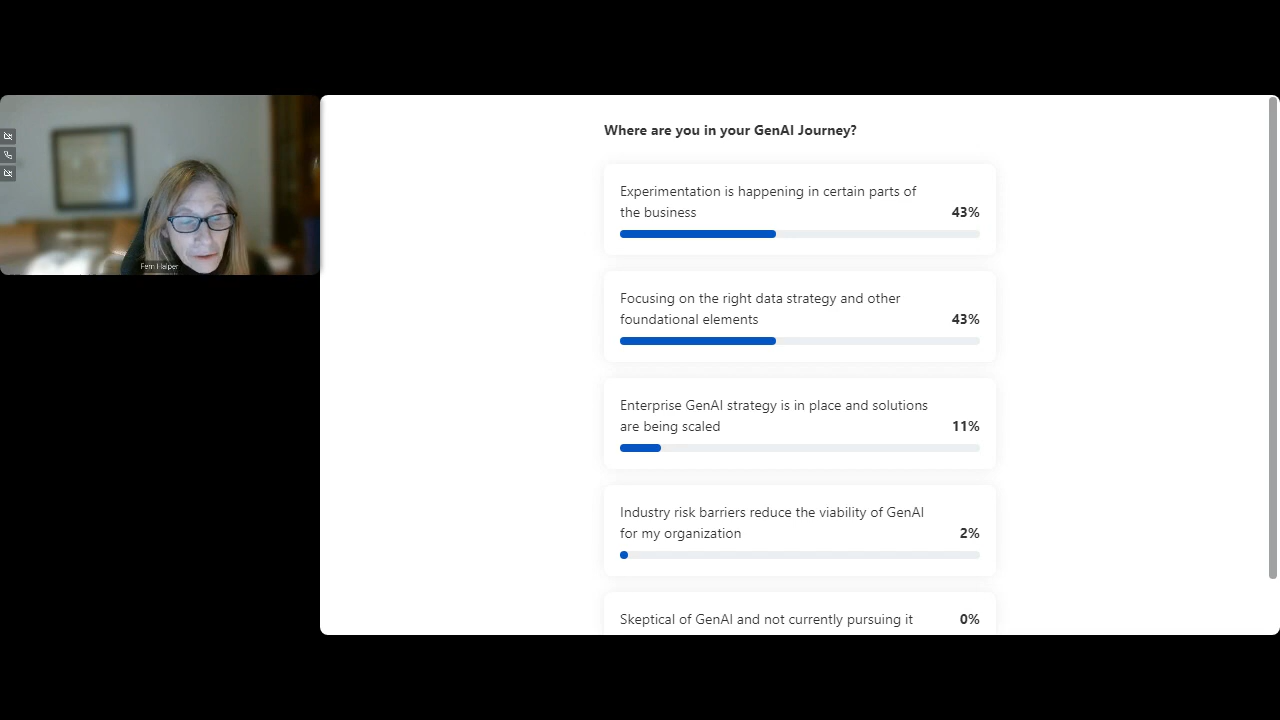 Fern Halper
Where are you in your GenAI Journey?
Experimentation is happening in certain parts of
the business 43%
Focusing on the right data strategy and other
foundational elements 43%
Enterprise GenAI strategy is in place and solutions
are being scaled 11%
Industry risk barriers reduce the viability of GenAI
for my organization 2%
Skeptical of GenAI and not currently pursuing it 0%